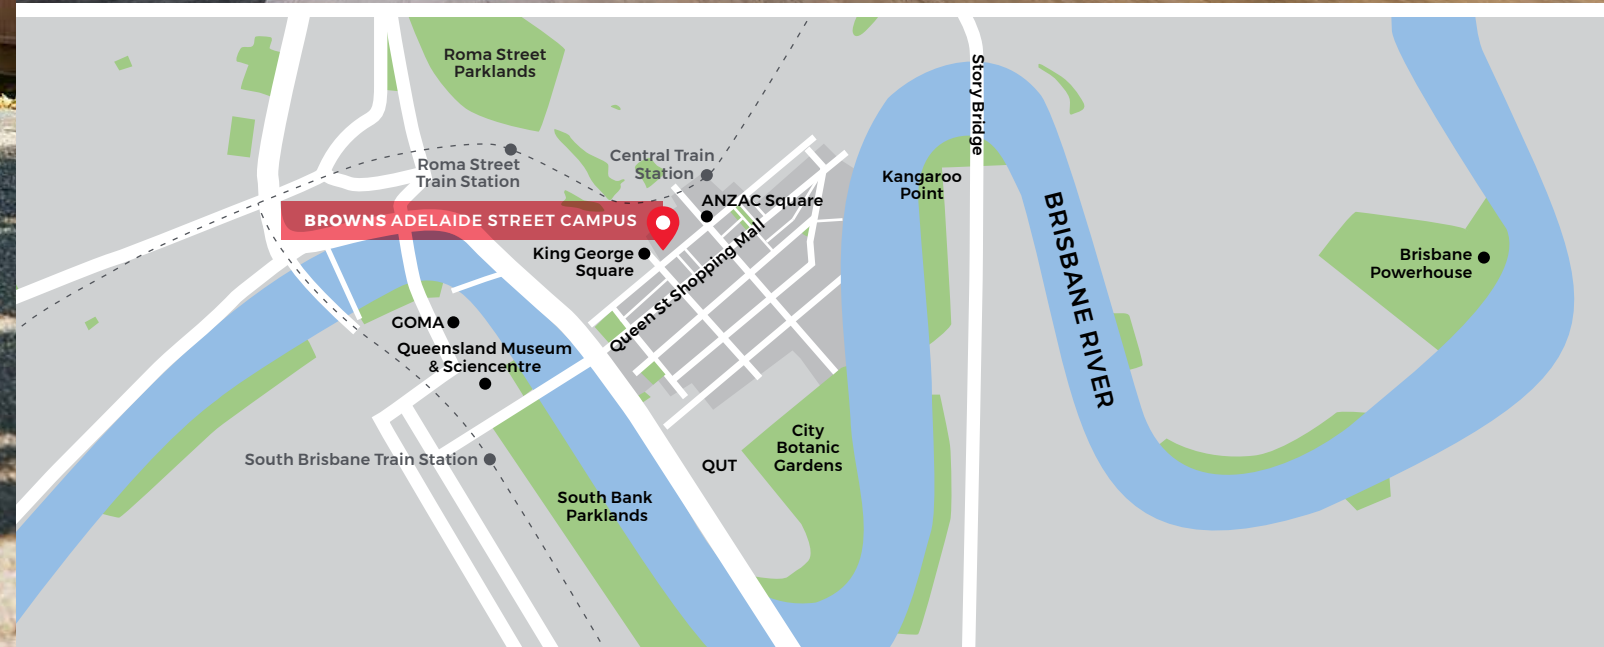 Roma Street
Parklands
Story Bridge
Roma Street
Train Station
Central Train
Station
Kangaroo
Point
ANZAC Square
BROWNS ADELAIDE STREET CAMPUS
King George
Square
Queen St Shopping Mall
BRISBANE RIVER
Brisbane
Powerhouse
GOMA
Queensland Museum
& Sciencentre
South Brisbane Train Station
QUT
City
Botanic
Gardens
South Bank
Parklands